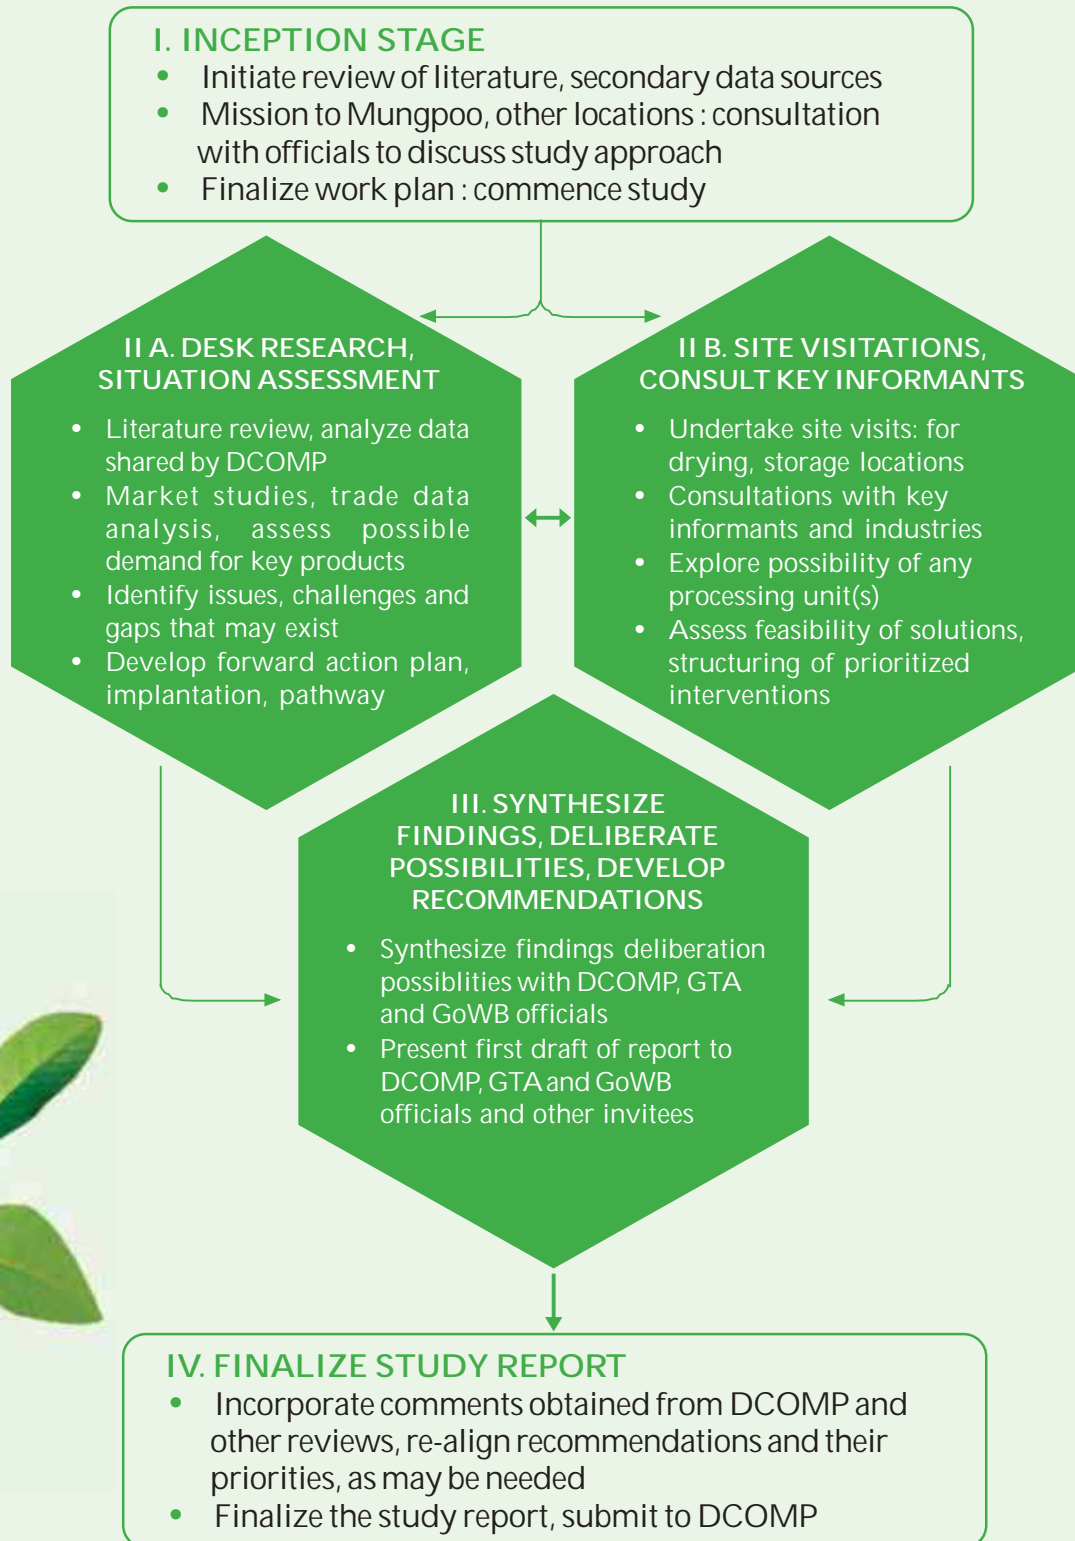 I. INCEPTION STAGE
• Initiate review of literature, secondary data sources
• Mission to Mungpoo, other locations : consultation
with officials to discuss study approach
• Finalize work plan : commence study
II A. DESK RESEARCH,
SITUATION ASSESSMENT
• Literature review, analyze data
shared by DCOMP
• Market studies, trade data
analysis, assess possible
demand for key products
• Identify issues, challenges and
gaps that may exist
• Develop forward action plan,
implantation, pathway
II B. SITE VISITATIONS,
CONSULT KEY INFORMANTS
• Undertake site visits: for
drying, storage locations
• Consultations with key
informants and industries
• Explore possibility of any
processing unit(s)
• Assess feasibility of solutions,
structuring of prioritized
interventions
III. SYNTHESIZE
FINDINGS, DELIBERATE
POSSIBILITIES, DEVELOP
RECOMMENDATIONS
• Synthesize findings deliberation
possiblities with DCOMP, GTA
and GoWB officials
• Present first draft of report to
DCOMP, GTA and GoWB
officials and other invitees
IV. FINALIZE STUDY REPORT
• Incorporate comments obtained from DCOMP and
other reviews, re-align recommendations and their
priorities, as may be needed
• Finalize the study report, submit to DCOMP